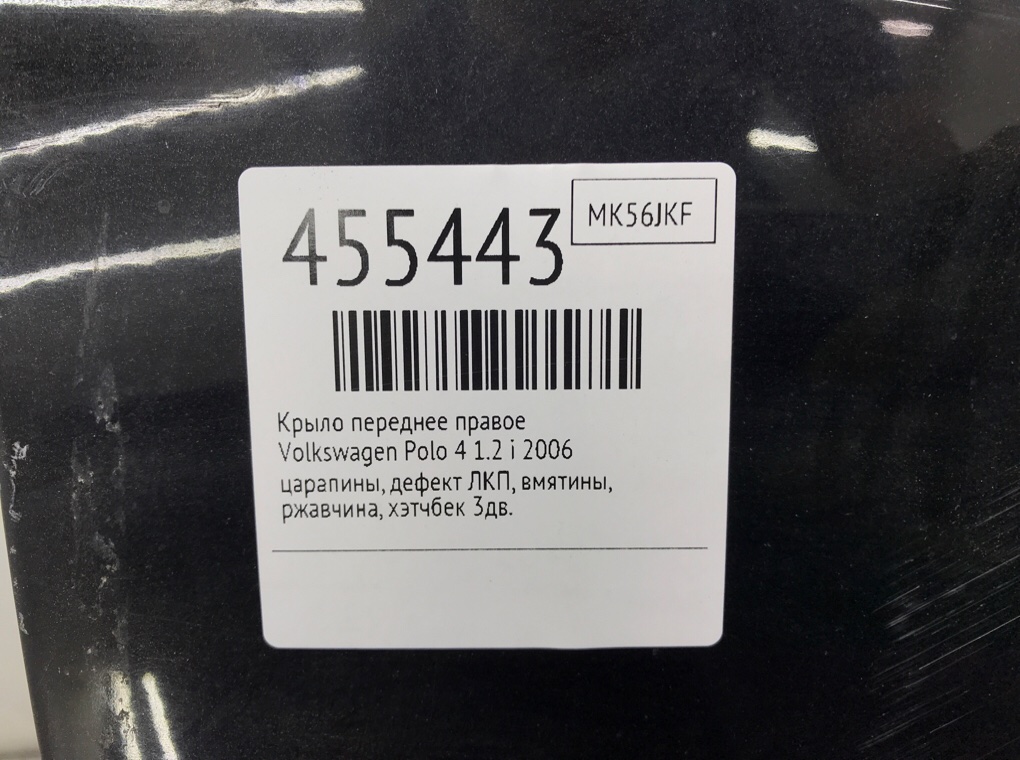 455443
MK56JKF
Крыло переднее правое
Volkswagen Polo 4 1.2 i 2006
царапины, дефект ЛКП, вмятины,
ржавчина, хэтчбек 3дв.